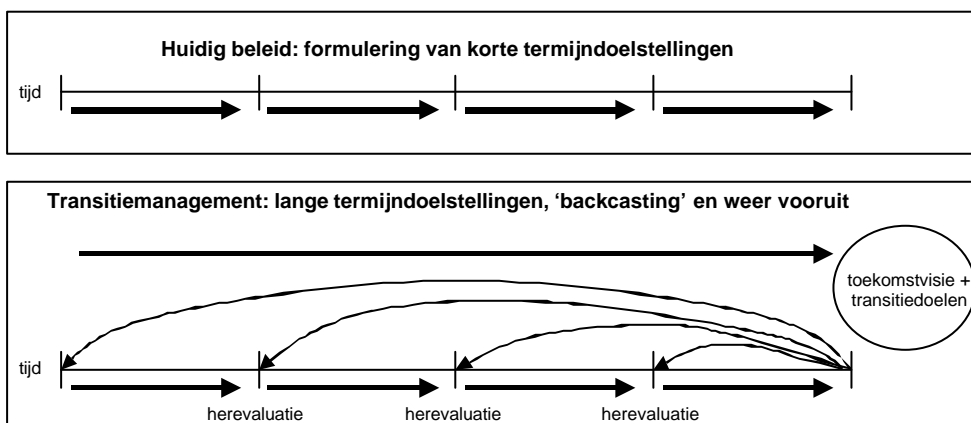 Huidig beleid: formulering van korte termijndoelstellingen
tijd
Transitiemanagement: lange termijndoelstellingen, ‘backcasting’ en weer vooruit
toekomstvisie +
transitiedoelen
tijd
herevaluatie herevaluatie herevaluatie